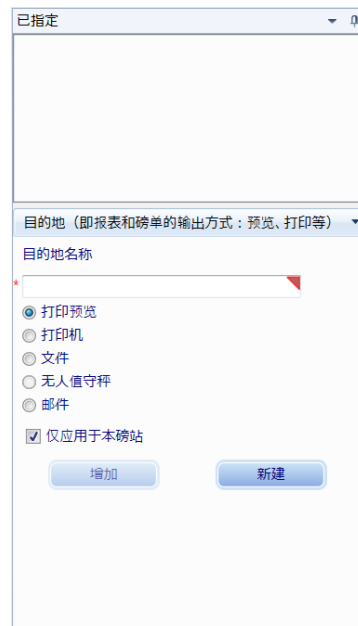 已指定
目的地（即报表和磅单的输出方式：预览、打印等）
目的地名称
*
打印预览
打印机
文件
无人值守秤
邮件
仅应用于本磅站
增加 新建